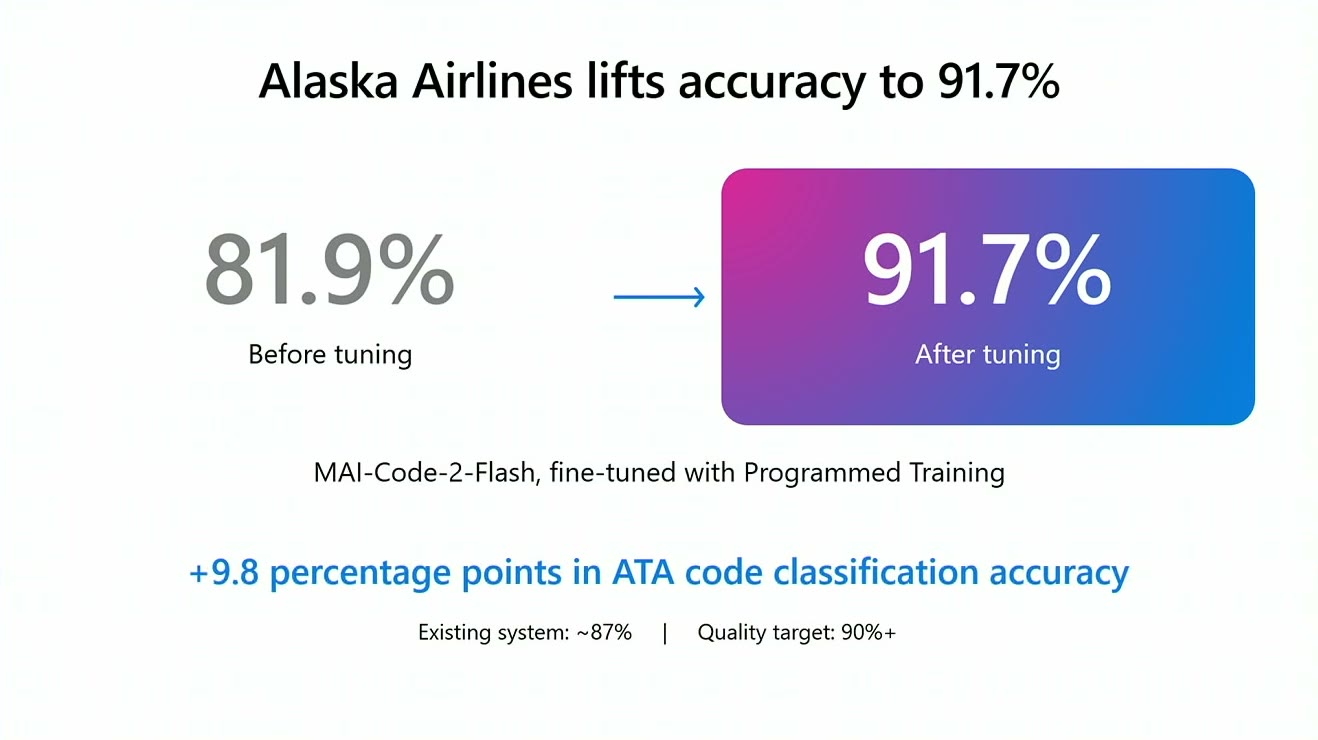 Alaska Airlines lifts accuracy to 91.7%
81.9%
Before tuning
91.7%
After tuning
MAI-Code-2-Flash, fine-tuned with Programmed Training
+9.8 percentage points in ATA code classification accuracy
Existing system: ~87% | Quality target: 90%+